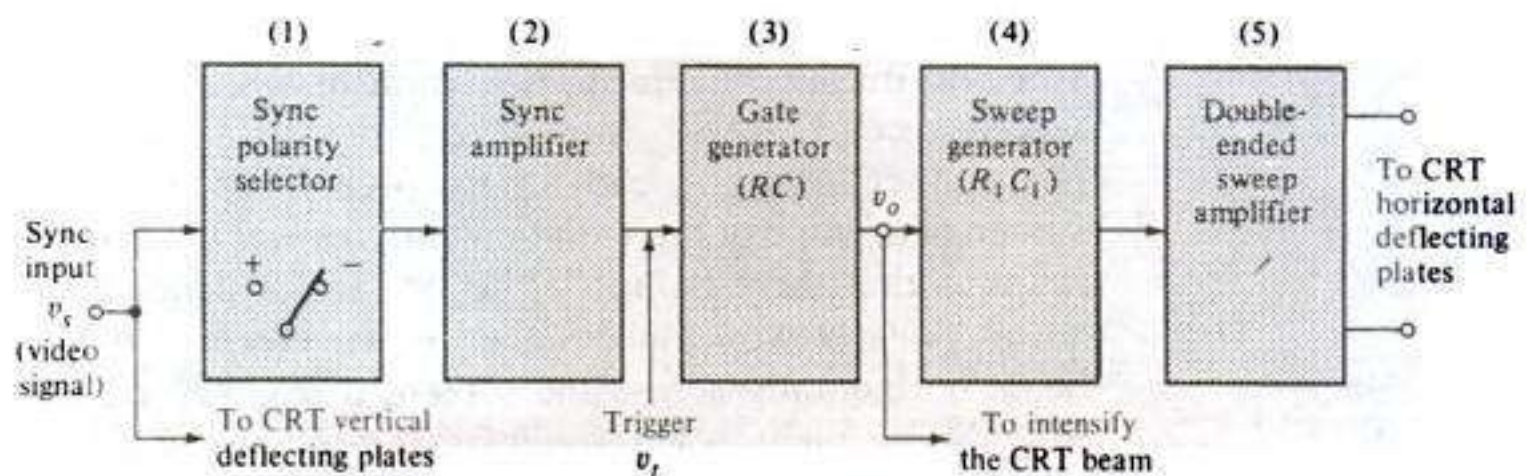 (1)
(2)
(3)
(4)
(5)
Sync
polarity
selector
+
−
Sync
amplifier
Gate
generator
(RC)
Sweep
generator
(R₁C₁)
Double-
ended
sweep
amplifier
Sync
input
vₛ
(video
signal)
vₒ
To CRT
horizontal
deflecting
plates
To CRT vertical
deflecting plates
Trigger
vₜ
To intensify
the CRT beam